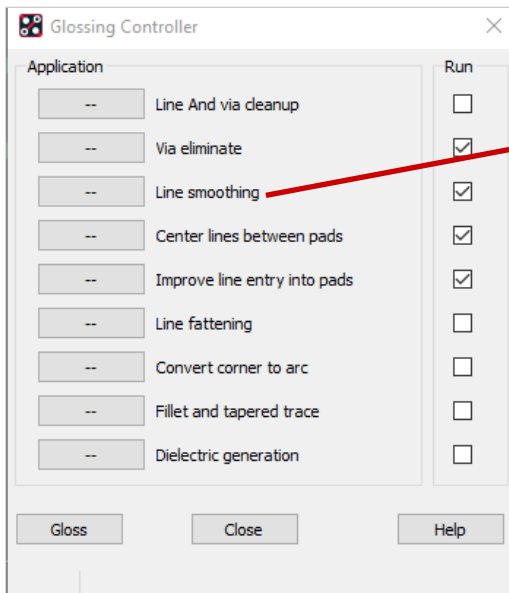 Glossing Controller
Application
Run
-- Line And via cleanup
-- Via eliminate
-- Line smoothing
-- Center lines between pads
-- Improve line entry into pads
-- Line fattening
-- Convert corner to arc
-- Fillet and tapered trace
-- Dielectric generation
Gloss Close Help